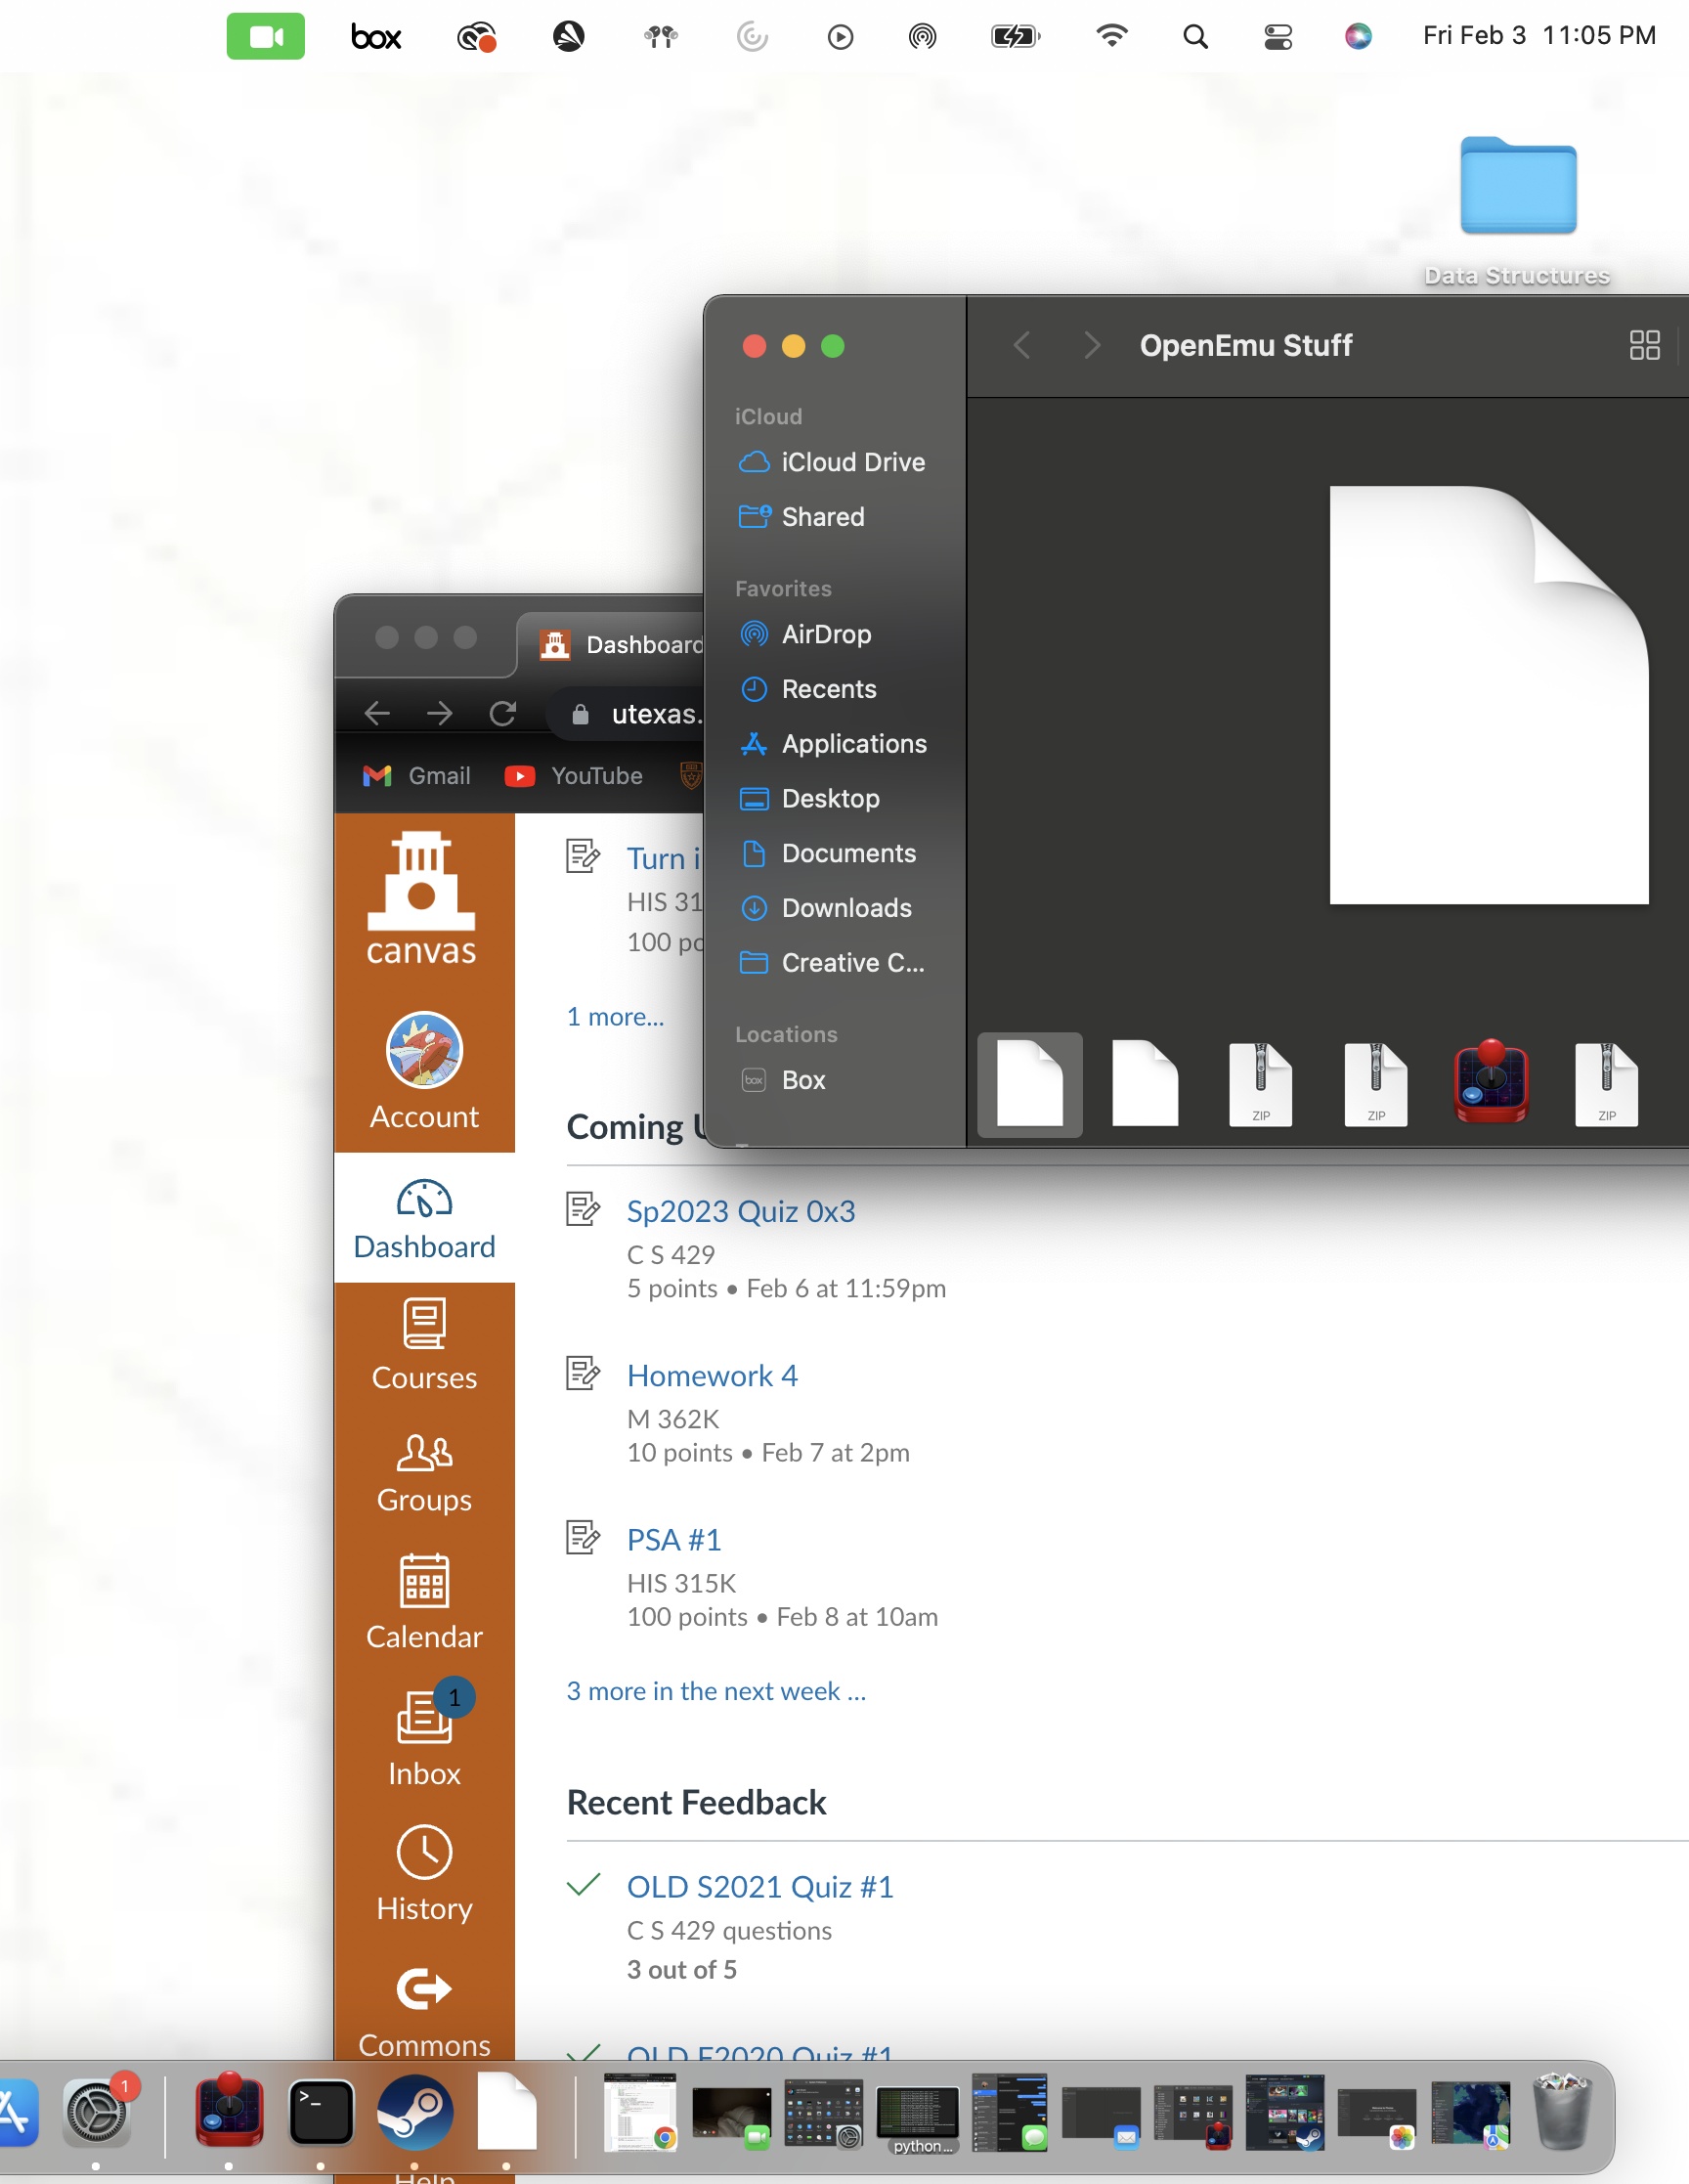 box
Fri Feb 3 11:05 PM
Data Structures
OpenEmu Stuff
iCloud
iCloud Drive
Shared
Favorites
AirDrop
Recents
Applications
Desktop
Documents
Downloads
Creative C...
Locations
box Box
ZIP
ZIP
ZIP
Dashboard
utexas.
Gmail
YouTube
canvas
Account
Dashboard
Courses
Groups
Calendar
1
Inbox
History
Commons
Help
Turn i
HIS 31
100 po
1 more...
Coming U
Sp2023 Quiz 0x3
C S 429
5 points • Feb 6 at 11:59pm
Homework 4
M 362K
10 points • Feb 7 at 2pm
PSA #1
HIS 315K
100 points • Feb 8 at 10am
3 more in the next week ...
Recent Feedback
OLD S2021 Quiz #1
C S 429 questions
3 out of 5
OLD F2020 Quiz #1
1
>_
python...